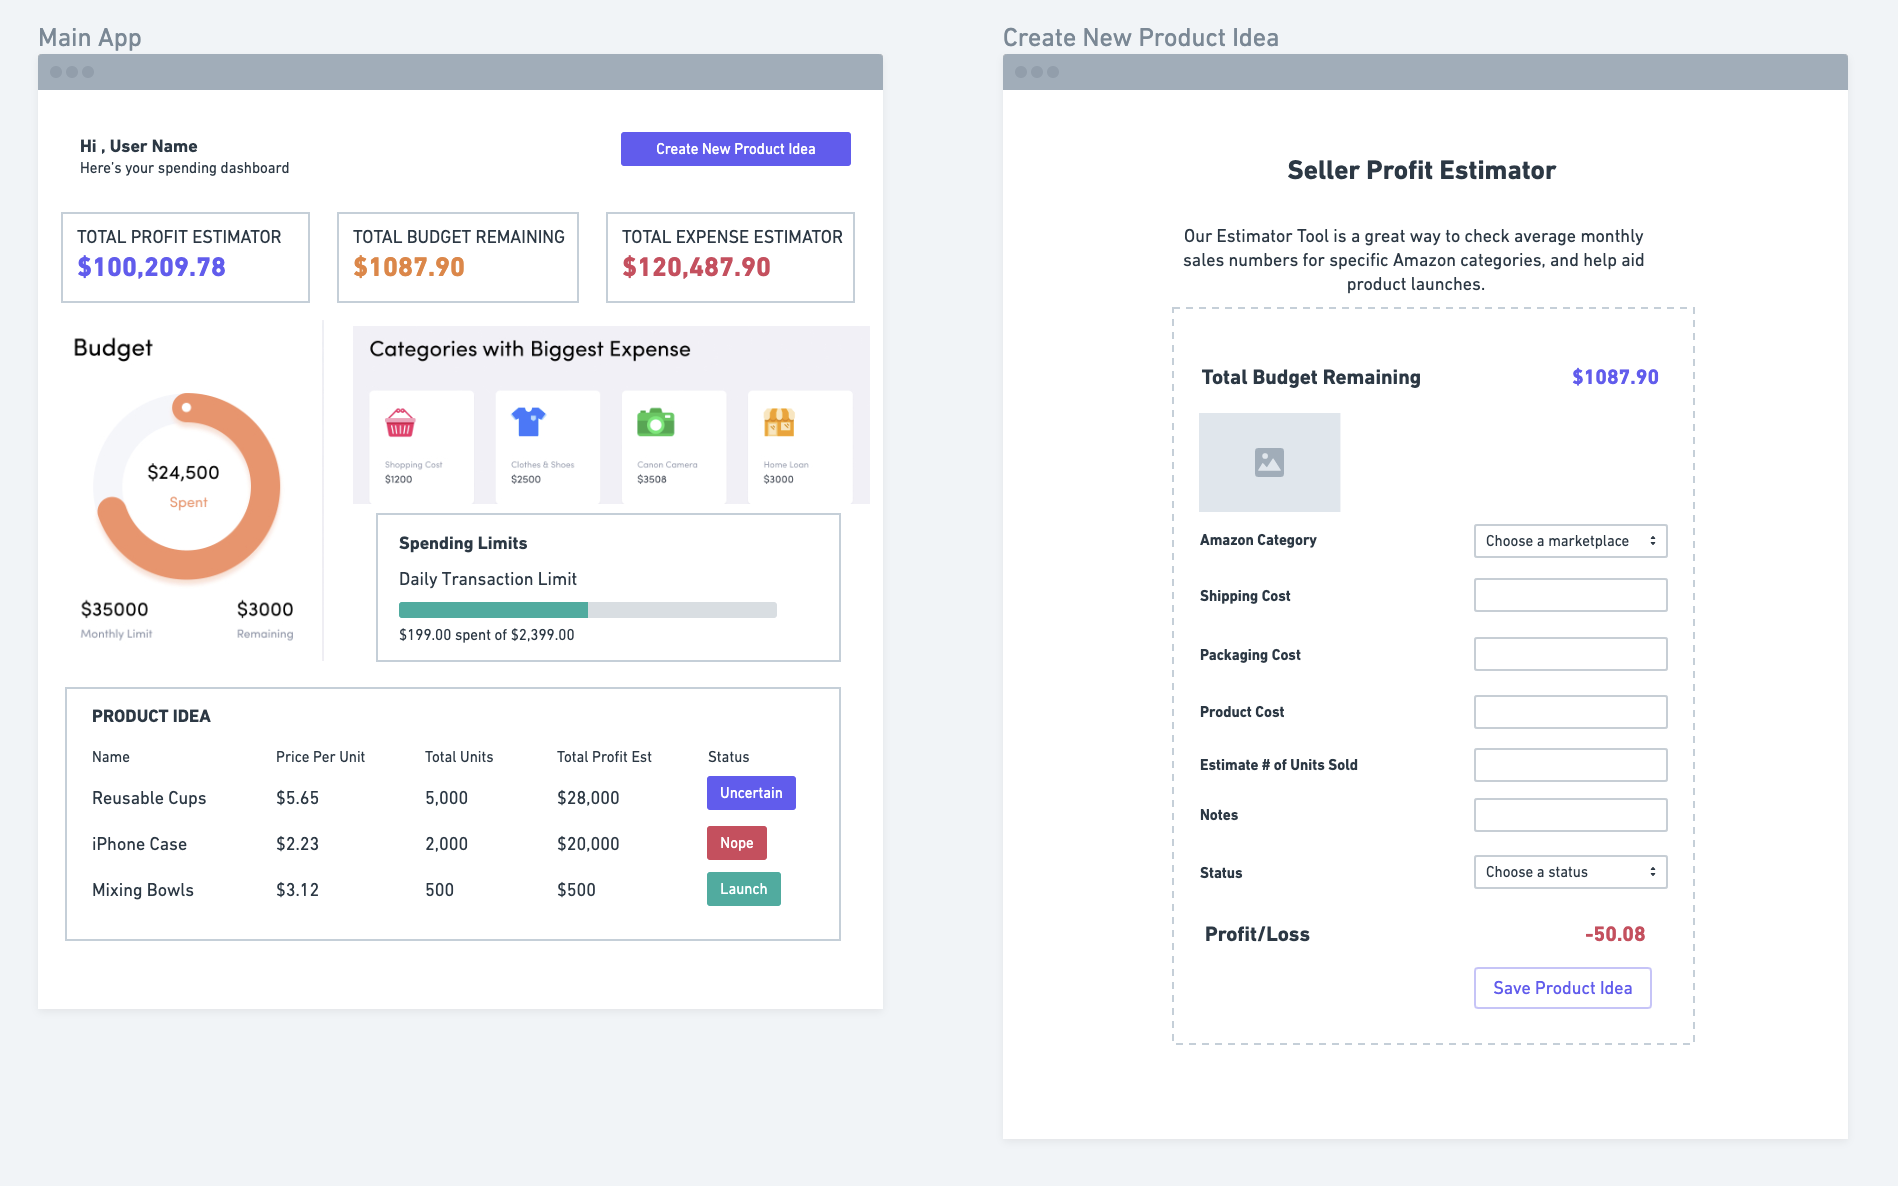 Main App
Hi , User Name
Here's your spending dashboard
Create New Product Idea
TOTAL PROFIT ESTIMATOR
$100,209.78
TOTAL BUDGET REMAINING
$1087.90
TOTAL EXPENSE ESTIMATOR
$120,487.90
Budget
$24,500
Spent
$35000
Monthly Limit
$3000
Remaining
Categories with Biggest Expense
Shopping Cost
$1200
Clothes & Shoes
$2500
Canon Camera
$3508
Home Loan
$3000
Spending Limits
Daily Transaction Limit
$199.00 spent of $2,399.00
PRODUCT IDEA
Name Price Per Unit Total Units Total Profit Est Status
Reusable Cups $5.65 5,000 $28,000 Uncertain
iPhone Case $2.23 2,000 $20,000 Nope
Mixing Bowls $3.12 500 $500 Launch
Create New Product Idea
Seller Profit Estimator
Our Estimator Tool is a great way to check average monthly
sales numbers for specific Amazon categories, and help aid
product launches.
Total Budget Remaining $1087.90
Amazon Category Choose a marketplace
Shipping Cost
Packaging Cost
Product Cost
Estimate # of Units Sold
Notes
Status Choose a status
Profit/Loss -50.08
Save Product Idea